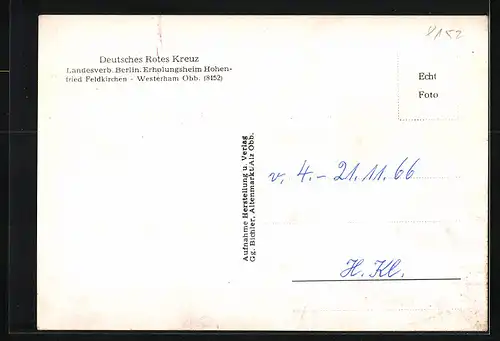 Deutsches Rotes Kreuz
Landesverb. Berlin. Erholungsheim Hohen-
fried Feldkirchen - Westerham Obb. (8152)
Echt
Foto
Aufnahme Herstellung u. Verlag
Gg. Bichler, Altenmarkt/Alz Obb.
v. 4. - 21. 11. 66
H. Kl.